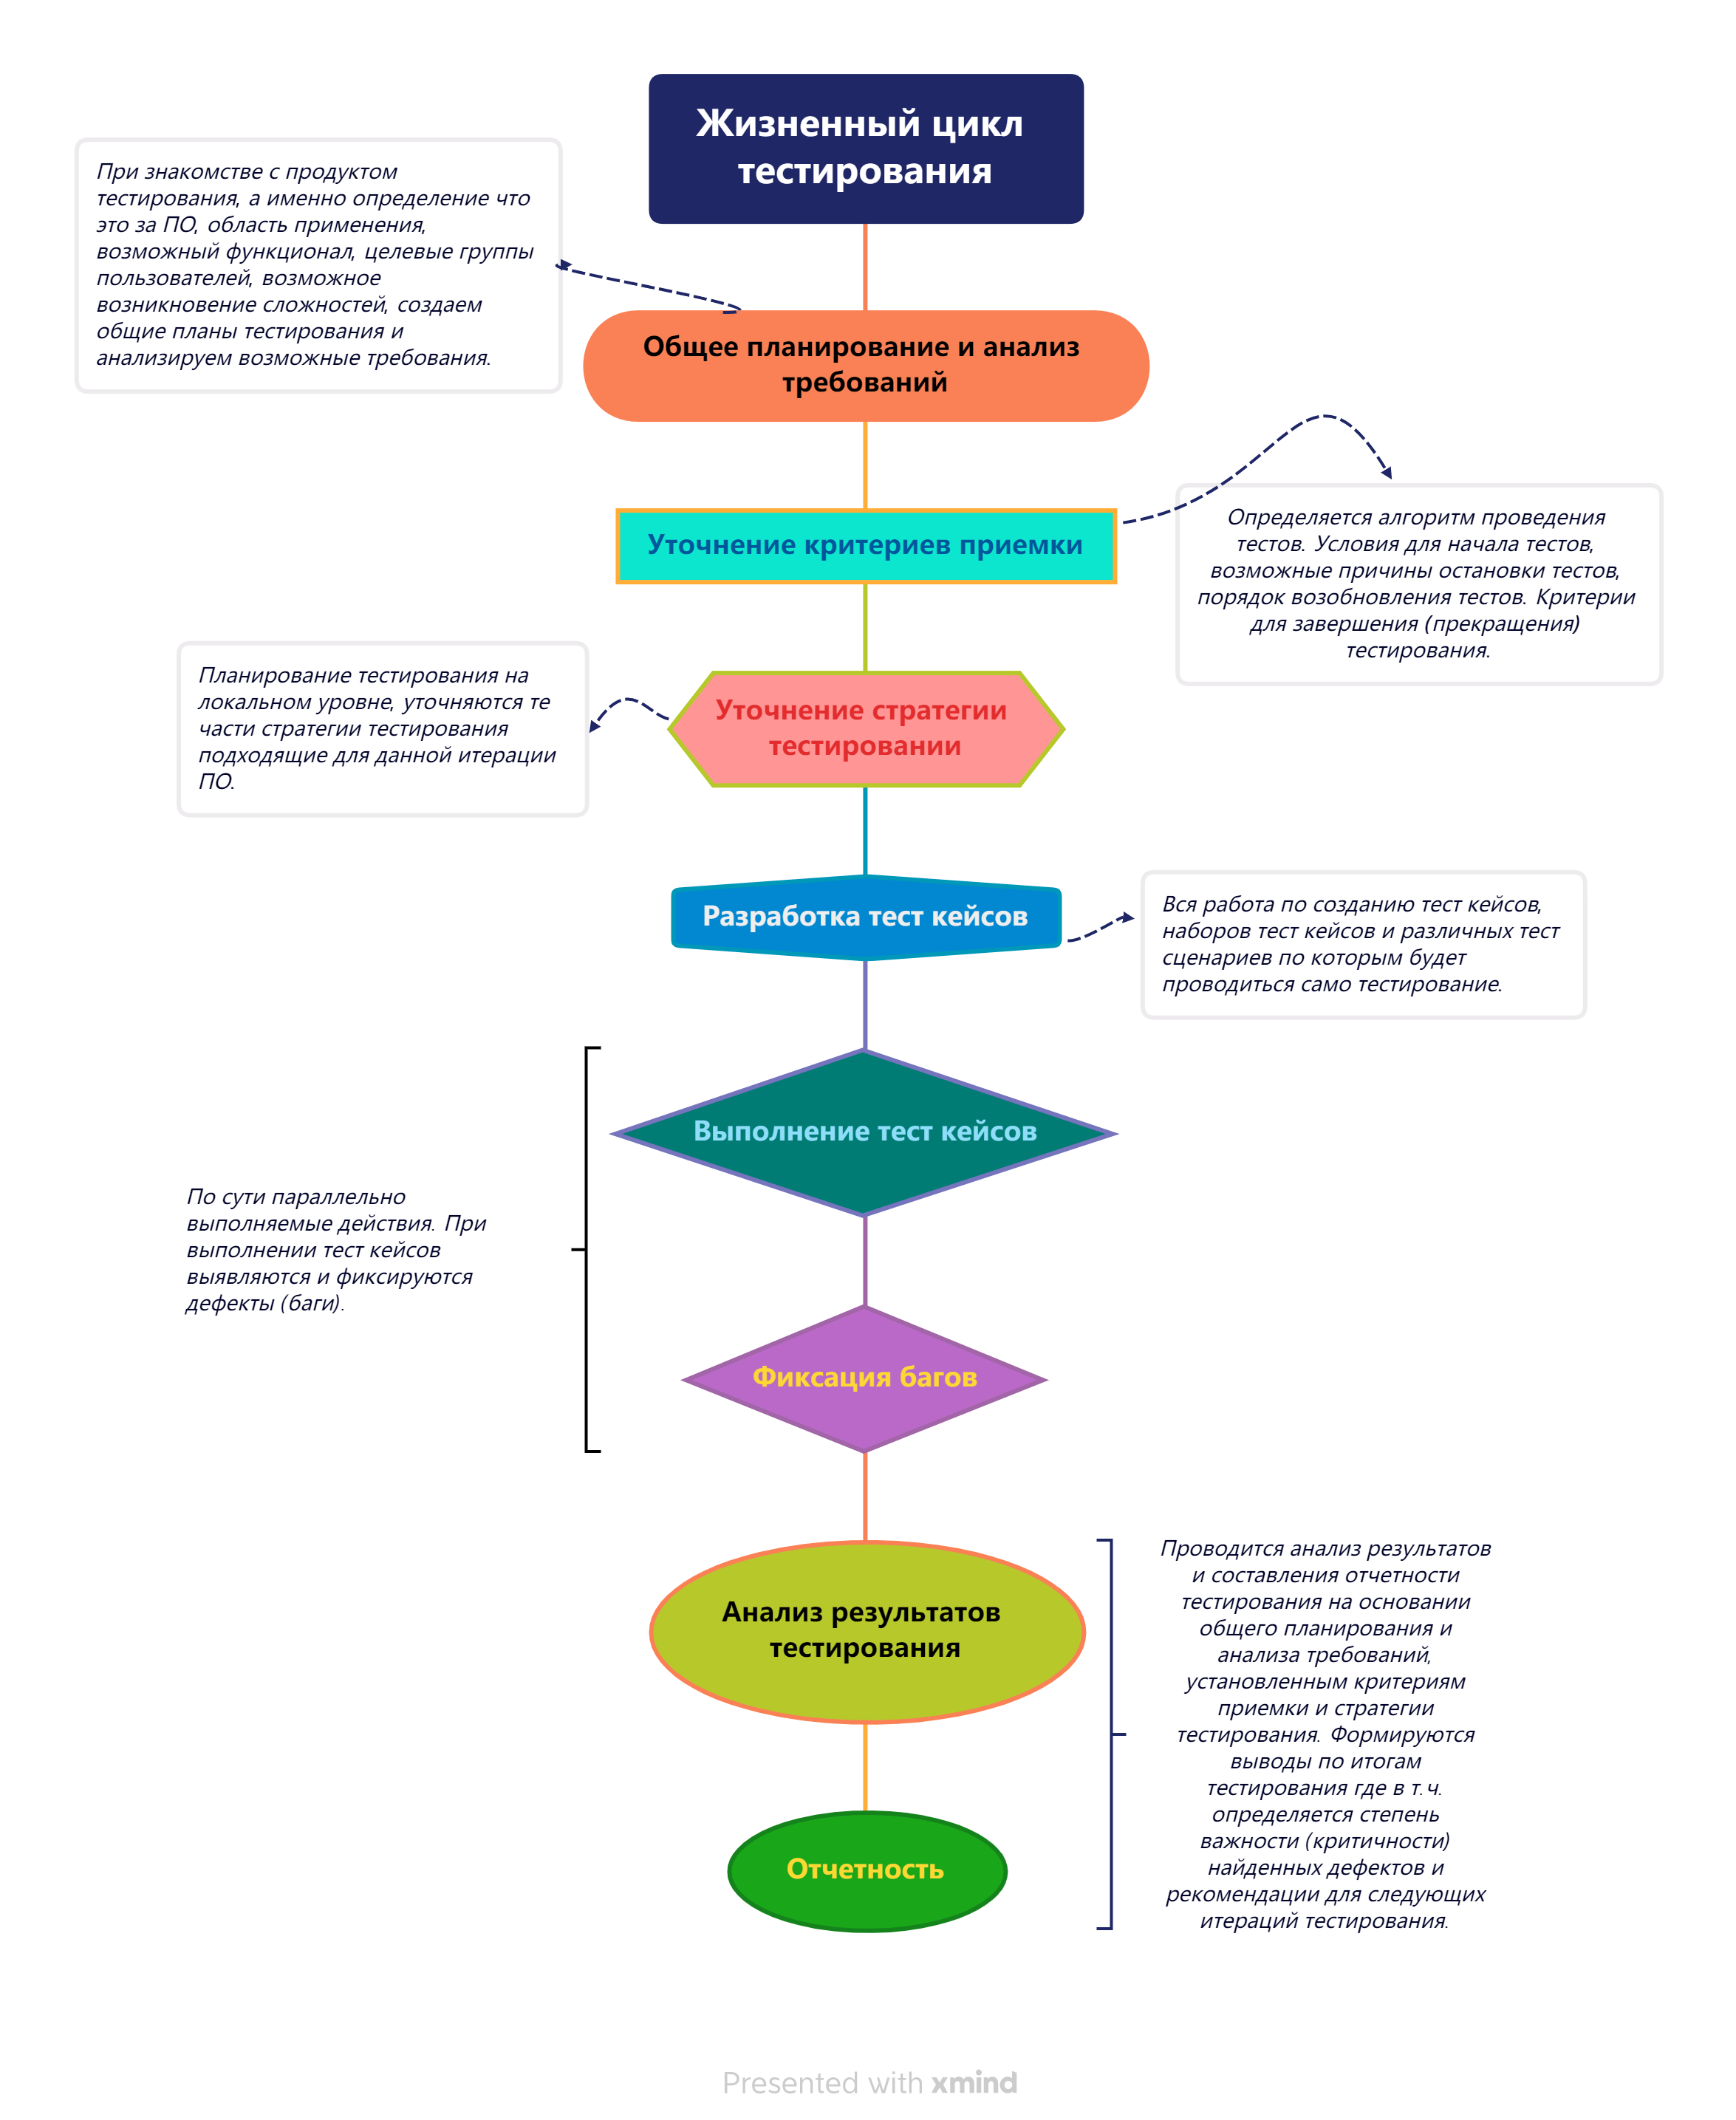 Жизненный цикл
тестирования
При знакомстве с продуктом
тестирования, а именно определение что
это за ПО, область применения,
возможный функционал, целевые группы
пользователей, возможное
возникновение сложностей, создаем
общие планы тестирования и
анализируем возможные требования.
Общее планирование и анализ
требований
Уточнение критериев приемки
Определяется алгоритм проведения
тестов. Условия для начала тестов,
возможные причины остановки тестов,
порядок возобновления тестов. Критерии
для завершения (прекращения)
тестирования.
Планирование тестирования на
локальном уровне, уточняются те
части стратегии тестирования
подходящие для данной итерации
ПО.
Уточнение стратегии
тестировании
Разработка тест кейсов
Вся работа по созданию тест кейсов,
наборов тест кейсов и различных тест
сценариев по которым будет
проводиться само тестирование.
Выполнение тест кейсов
По сути параллельно
выполняемые действия. При
выполнении тест кейсов
выявляются и фиксируются
дефекты (баги).
Фиксация багов
Анализ результатов
тестирования
Проводится анализ результатов
и составления отчетности
тестирования на основании
общего планирования и
анализа требований,
установленным критериям
приемки и стратегии
тестирования. Формируются
выводы по итогам
тестирования где в т.ч.
определяется степень
важности (критичности)
найденных дефектов и
рекомендации для следующих
итераций тестирования.
Отчетность
Presented with xmind